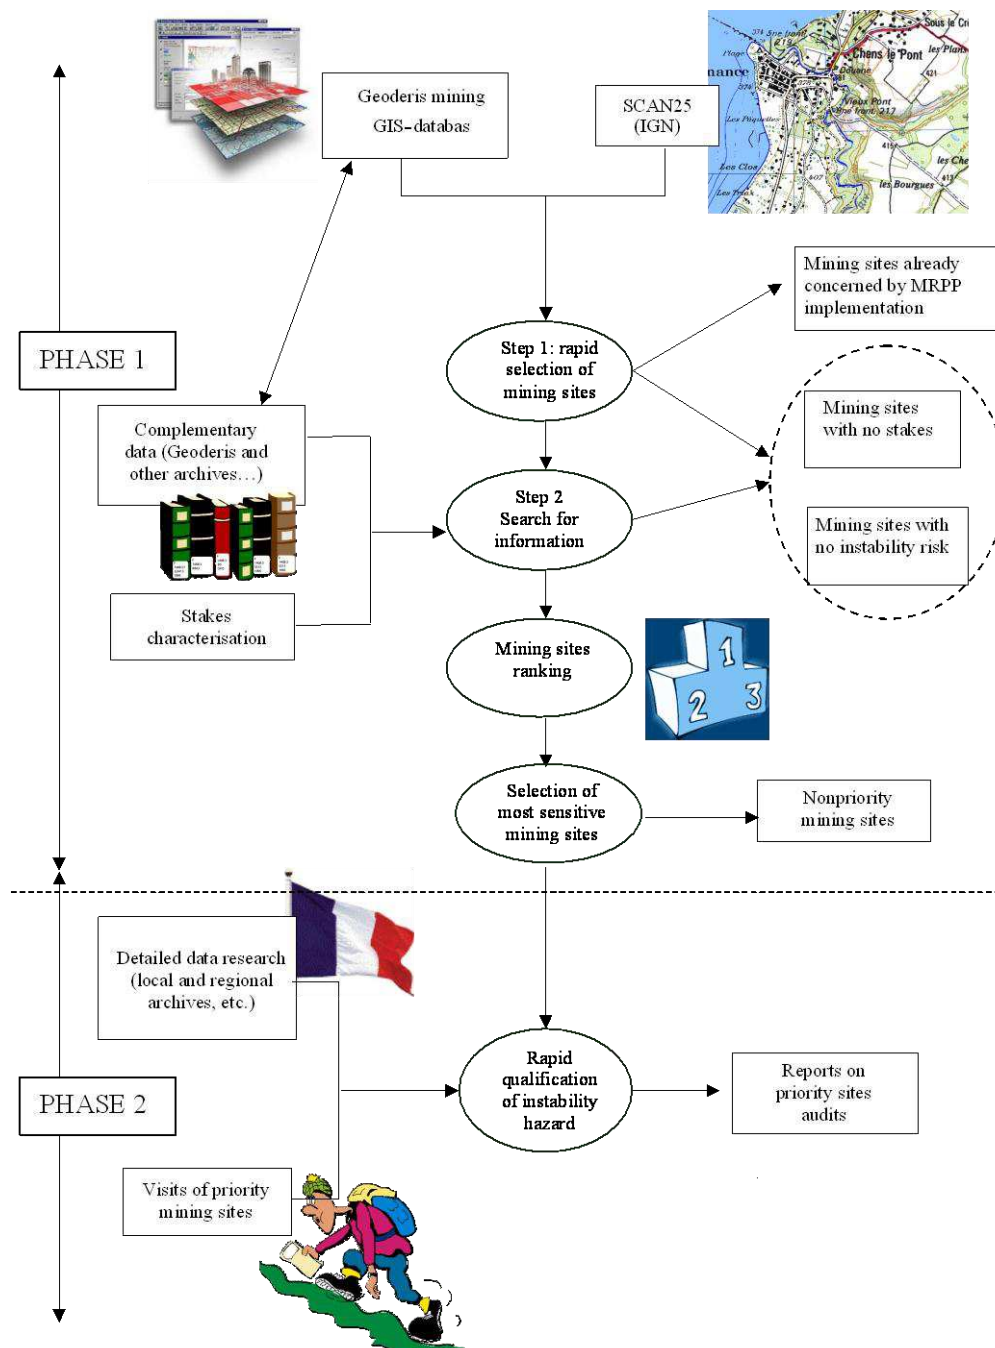 Geoderis mining
GIS-databas
SCAN25
(IGN)
Sous le Cr
les Plans
Chens le Pont
Douane
nance
Plage
Vieux Pont
Les Paquettes
Les Clos
les Che
les Bourgues
Mining sites already
concerned by MRPP
implementation
PHASE 1
Step 1: rapid
selection of
mining sites
Mining sites
with no stakes
Complementary
data (Geoderis and
other archives…)
Step 2
Search for
information
Mining sites with
no instability risk
Stakes
characterisation
Mining sites
ranking
1
2
3
Selection of
most sensitive
mining sites
Nonpriority
mining sites
Detailed data research
(local and regional
archives, etc.)
PHASE 2
Rapid
qualification
of instability
hazard
Reports on
priority sites
audits
Visits of priority
mining sites